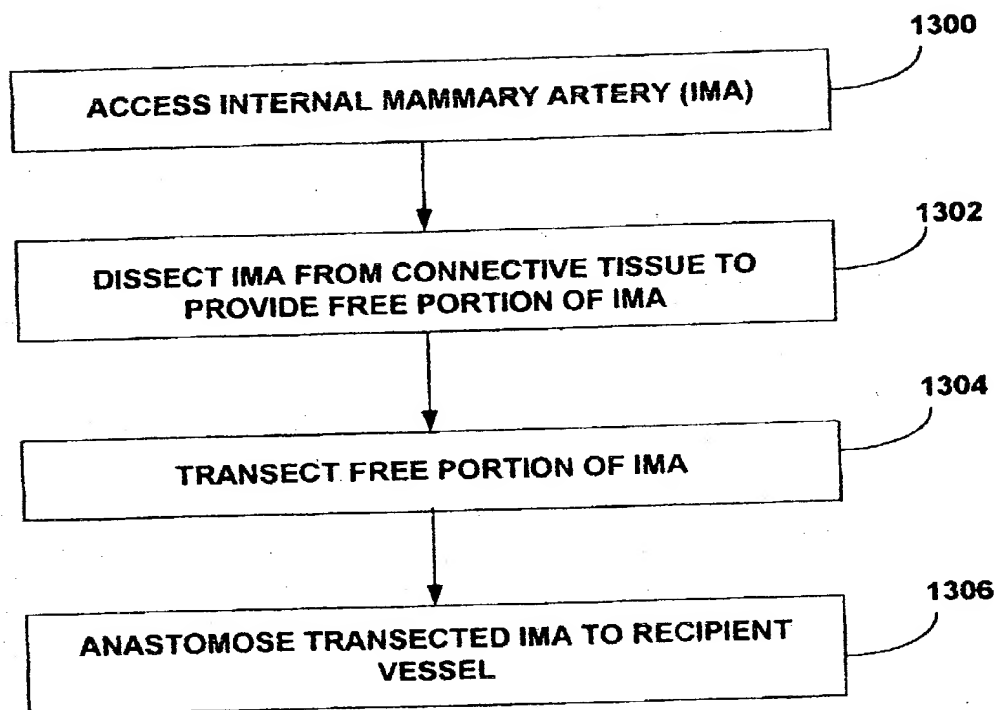 1300
ACCESS INTERNAL MAMMARY ARTERY (IMA)
1302
DISSECT IMA FROM CONNECTIVE TISSUE TO
PROVIDE FREE PORTION OF IMA
1304
TRANSECT FREE PORTION OF IMA
1306
ANASTOMOSE TRANSECTED IMA TO RECIPIENT
VESSEL